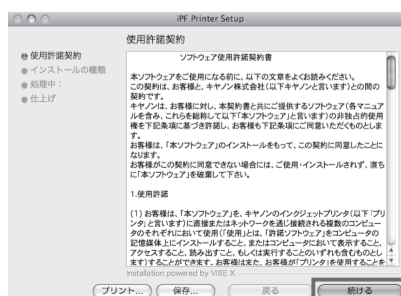 iPF Printer Setup
使用許諾契約
使用許諾契約
インストールの種類
処理中：
仕上げ
ソフトウェア使用許諾契約書
本ソフトウェアをご使用になる前に、以下の文章をよくお読みください。
この契約は、お客様と、キヤノン株式会社(以下キヤノンと言います)との間の
契約です。
キヤノンは、お客様に対し、本契約書と共にご提供するソフトウェア(各マニュア
ルを含み、これらを総称して以下「本ソフトウェア」と言います)の非独占的使用
権を下記条項に基づき許諾し、お客様も下記条項にご同意いただくものとしま
す。
お客様は、「本ソフトウェア」のインストールをもって、この契約に同意したことに
なります。
お客様がこの契約に同意できない場合には、ご使用・インストールされず、直ち
に「本ソフトウェア」を破棄して下さい。
1.使用許諾
(1) お客様は、「本ソフトウェア」を、キヤノンのインクジェットプリンタ(以下「プリ
ンタ」と言います)に直接またはネットワークを通じ接続される複数のコンピュー
タのそれぞれにおいて使用(「使用」とは、「許諾ソフトウェア」をコンピュータの
記憶媒体上にインストールすること、またはコンピュータにおいて表示すること、
アクセスすること、読み出すこと、もしくは実行することのいずれも含むものとし
ます)することができます。お客様はまた、お客様が「プリンタ」を使用することを
Installation powered by VISE X
プリント...
保存...
戻る
続ける